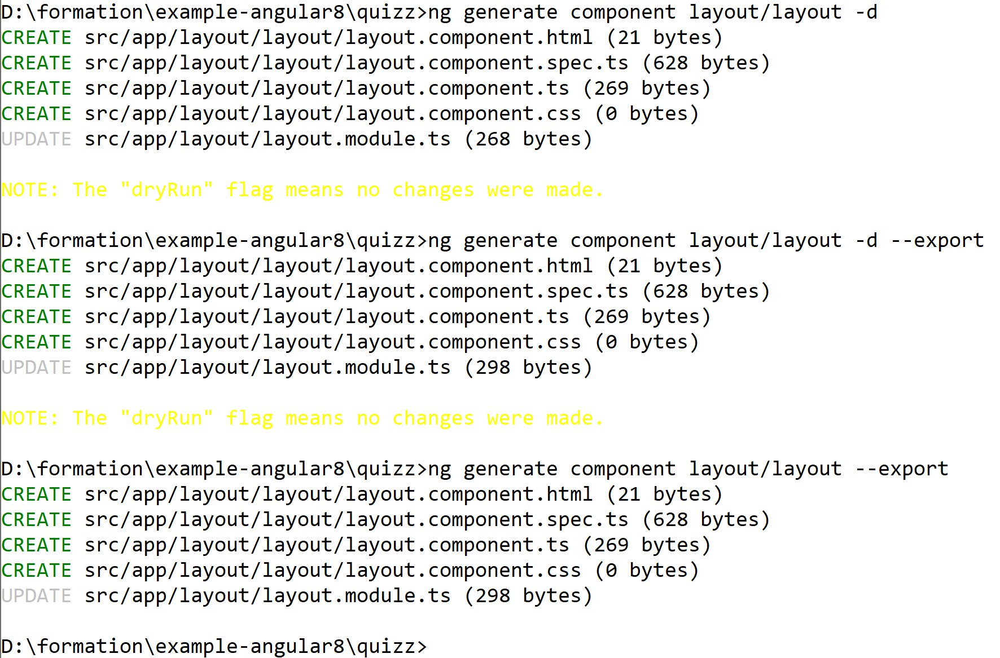 D:\formation\example-angular8\quizz>ng generate component layout/layout -d
CREATE src/app/layout/layout/layout.component.html (21 bytes)
CREATE src/app/layout/layout/layout.component.spec.ts (628 bytes)
CREATE src/app/layout/layout/layout.component.ts (269 bytes)
CREATE src/app/layout/layout/layout.component.css (0 bytes)
UPDATE src/app/layout/layout.module.ts (268 bytes)
NOTE: The "dryRun" flag means no changes were made.
D:\formation\example-angular8\quizz>ng generate component layout/layout -d --export
CREATE src/app/layout/layout/layout.component.html (21 bytes)
CREATE src/app/layout/layout/layout.component.spec.ts (628 bytes)
CREATE src/app/layout/layout/layout.component.ts (269 bytes)
CREATE src/app/layout/layout/layout.component.css (0 bytes)
UPDATE src/app/layout/layout.module.ts (298 bytes)
NOTE: The "dryRun" flag means no changes were made.
D:\formation\example-angular8\quizz>ng generate component layout/layout --export
CREATE src/app/layout/layout/layout.component.html (21 bytes)
CREATE src/app/layout/layout/layout.component.spec.ts (628 bytes)
CREATE src/app/layout/layout/layout.component.ts (269 bytes)
CREATE src/app/layout/layout/layout.component.css (0 bytes)
UPDATE src/app/layout/layout.module.ts (298 bytes)
D:\formation\example-angular8\quizz>